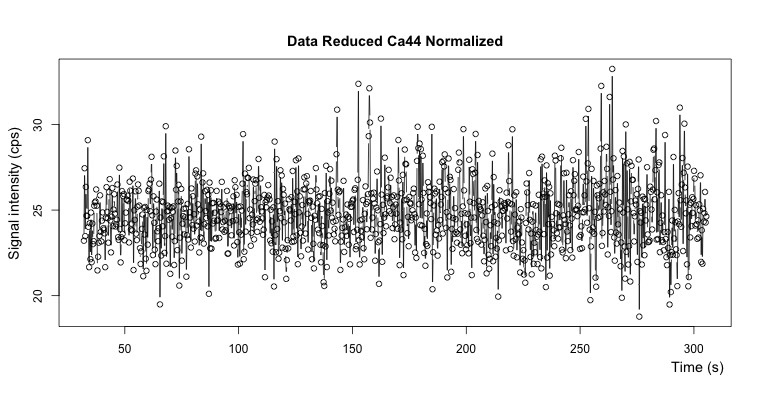 Data Reduced Ca44 Normalized
Signal intensity (cps)
30
25
20
50 100 150 200 250 300
Time (s)